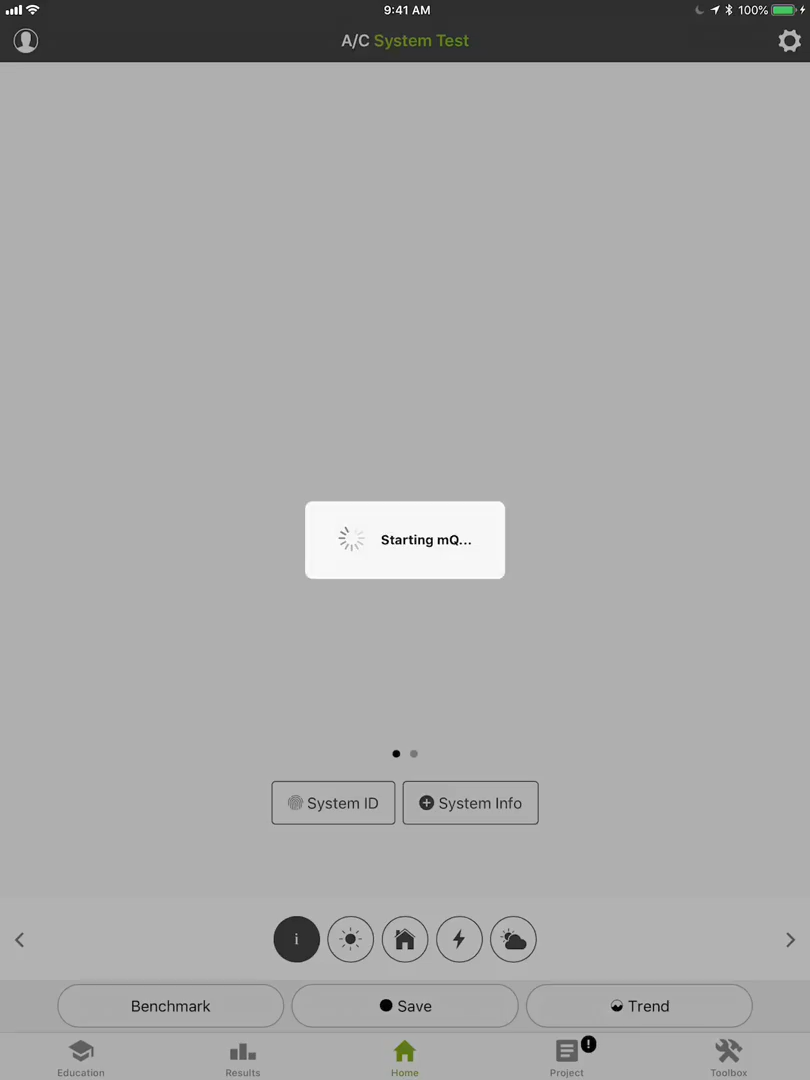 9:41 AM
100%
A/C System Test
Starting mQ...
System ID
System Info
i
Benchmark
Save
Trend
!
Education
Results
Home
Project
Toolbox